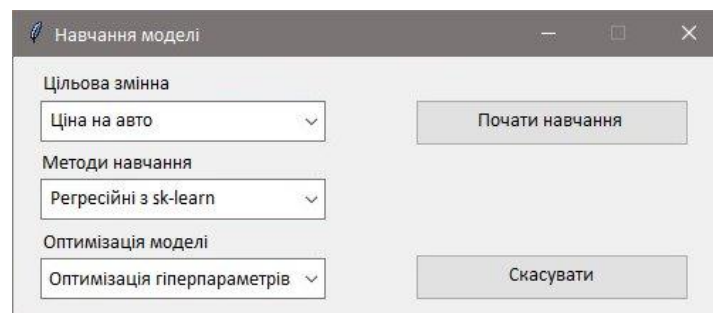 Навчання моделі
Цільова змінна
Ціна на авто
Почати навчання
Методи навчання
Регресійні з sk-learn
Оптимізація моделі
Оптимізація гіперпараметрів
Скасувати